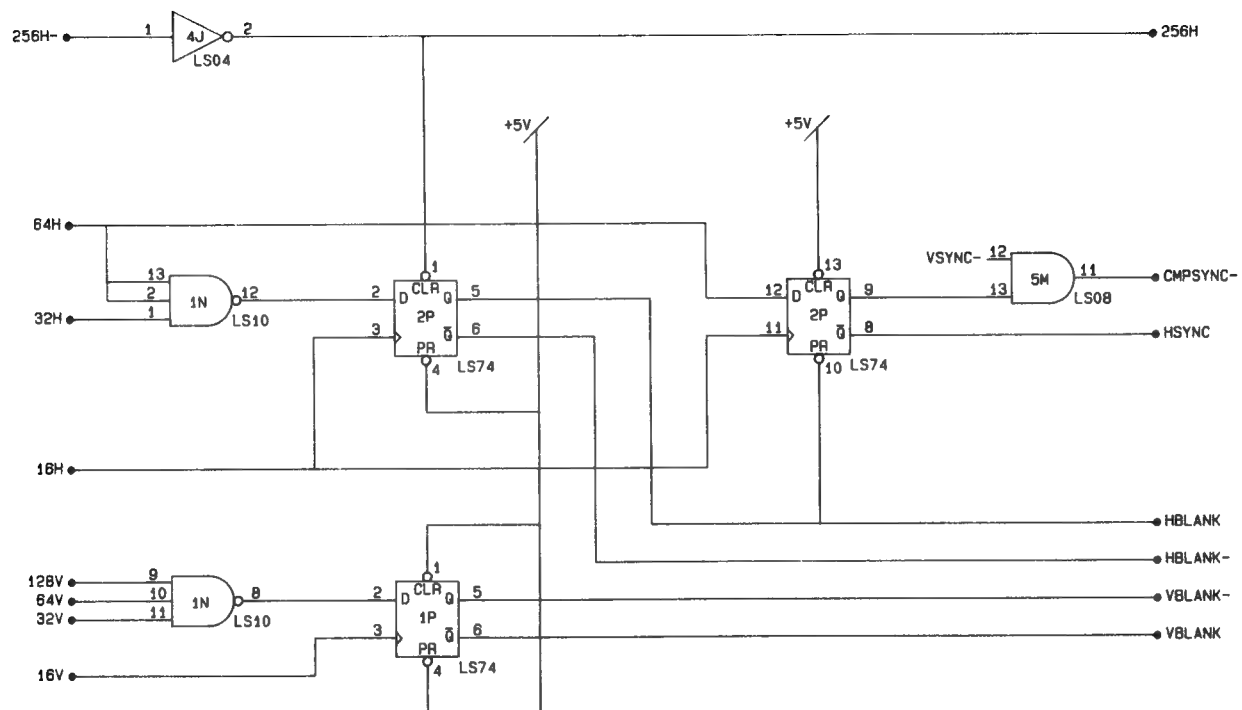 256H-
1
4J
2
LS04
256H
+5V
+5V
64H
13
2
1
1N
12
LS10
32H
1
CLR
2
D
Q
5
2P
3
Q
6
PR
4
LS74
13
CLR
12
D
Q
9
2P
11
Q
8
PR
10
LS74
VSYNC-
12
13
5M
11
LS08
CMPSYNC-
HSYNC
16H
HBLANK
HBLANK-
128V
9
64V
10
32V
11
1N
8
LS10
1
CLR
2
D
Q
5
1P
3
Q
6
PR
4
LS74
VBLANK-
VBLANK
16V